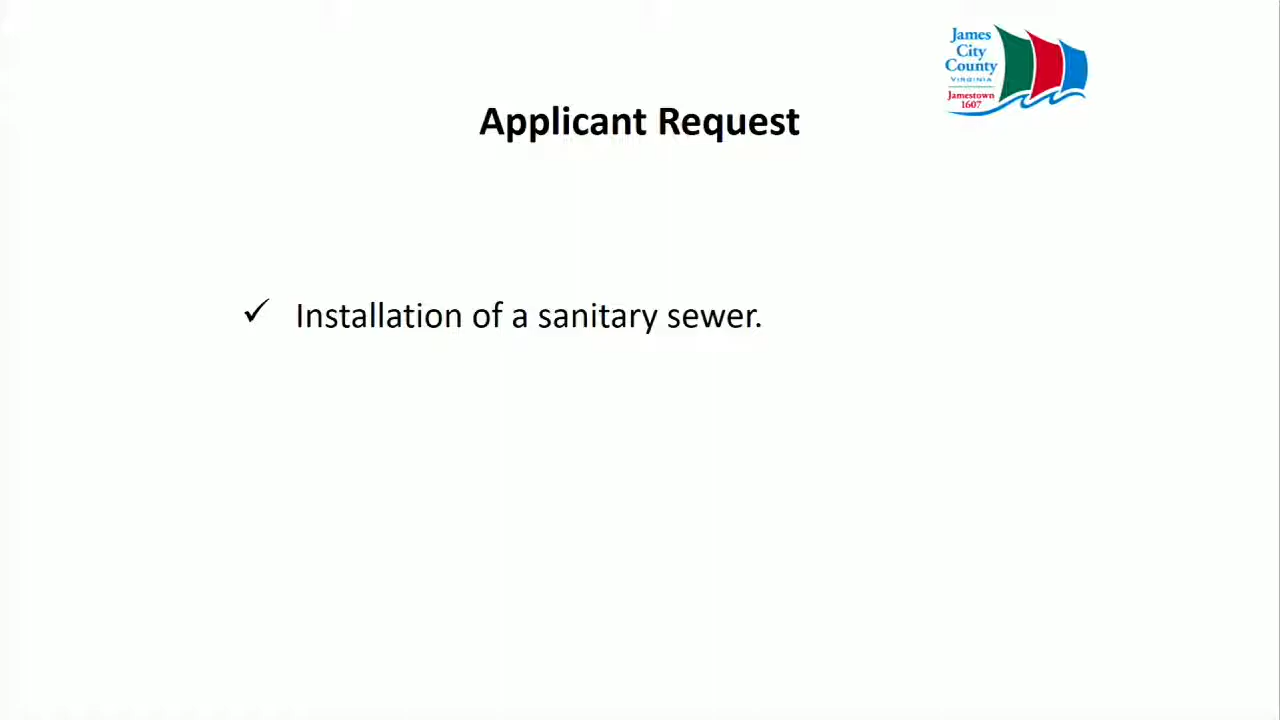 James
City
County
VIRGINIA
Jamestown
1607
Applicant Request
✓ Installation of a sanitary sewer.